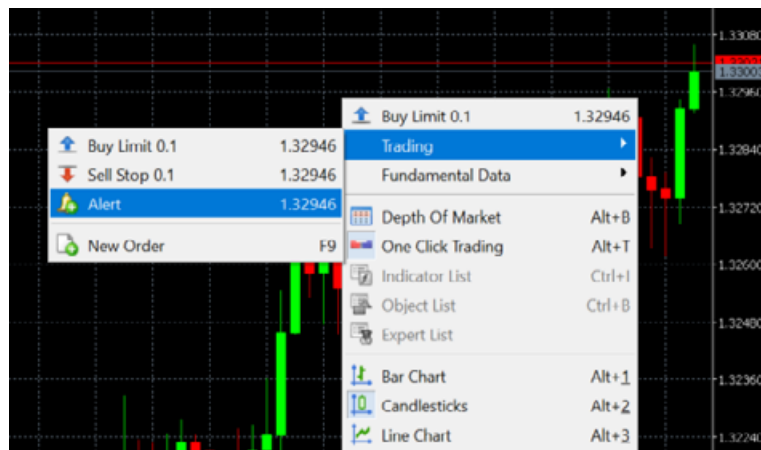 1.33080
1.33003
1.32960
Buy Limit 0.1 1.32946
Trading
Fundamental Data
Depth Of Market Alt+B
One Click Trading Alt+T
Indicator List Ctrl+I
Object List Ctrl+B
Expert List
Bar Chart Alt+1
Candlesticks Alt+2
Line Chart Alt+3
Buy Limit 0.1 1.32946
Sell Stop 0.1 1.32946
Alert 1.32946
New Order F9
1.32840
1.32720
1.32600
1.32480
1.32360
1.32240